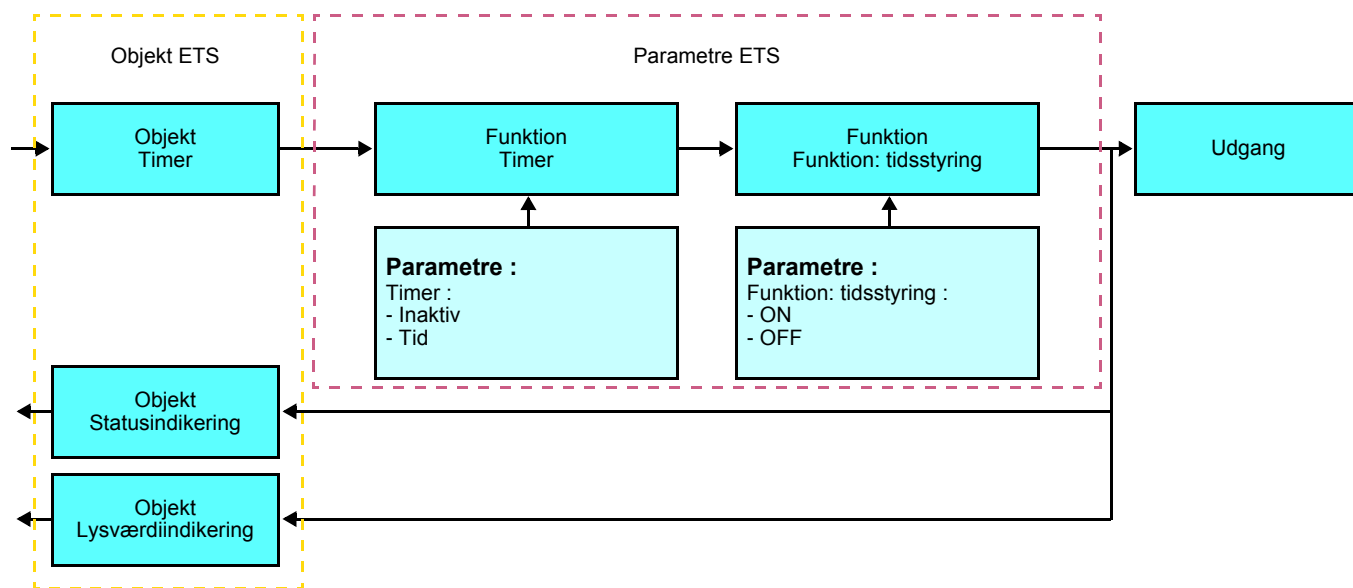 Objekt ETS
Parametre ETS
Objekt
Timer
Funktion
Timer
Funktion
Funktion: tidsstyring
Udgang
Parametre :
Timer :
- Inaktiv
- Tid
Parametre :
Funktion: tidsstyring :
- ON
- OFF
Objekt
Statusindikering
Objekt
Lysværdiindikering